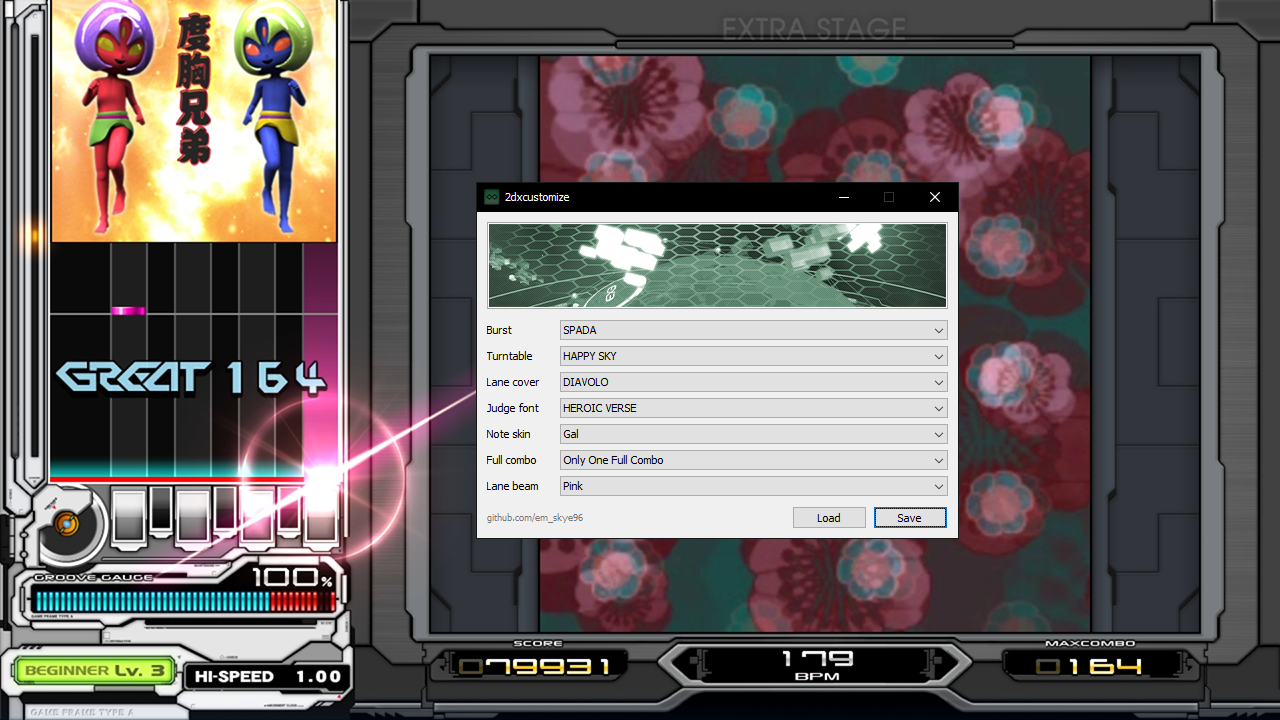 度胸兄弟
EXTRA STAGE
2dxcustomize
Burst SPADA
Turntable HAPPY SKY
Lane cover DIAVOLO
Judge font HEROIC VERSE
Note skin Gal
Full combo Only One Full Combo
Lane beam Pink
github.com/em_skye96 Load Save
GREAT 164
GROOVE GAUGE 100%
GAME FRAME TYPE A
BEGINNER Lv. 3 HI-SPEED 1.00
GAME FRAME TYPE A
SCORE
079931
179
BPM
MAXCOMBO
0164